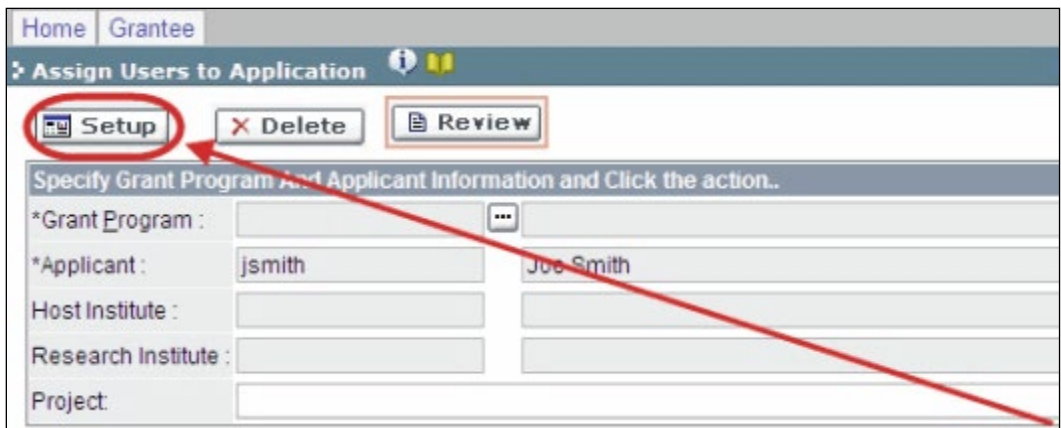 Home Grantee
Assign Users to Application
Setup Delete Review
Specify Grant Program And Applicant Information and Click the action..
*Grant Program : ...
*Applicant : jsmith Joe Smith
Host Institute :
Research Institute :
Project: